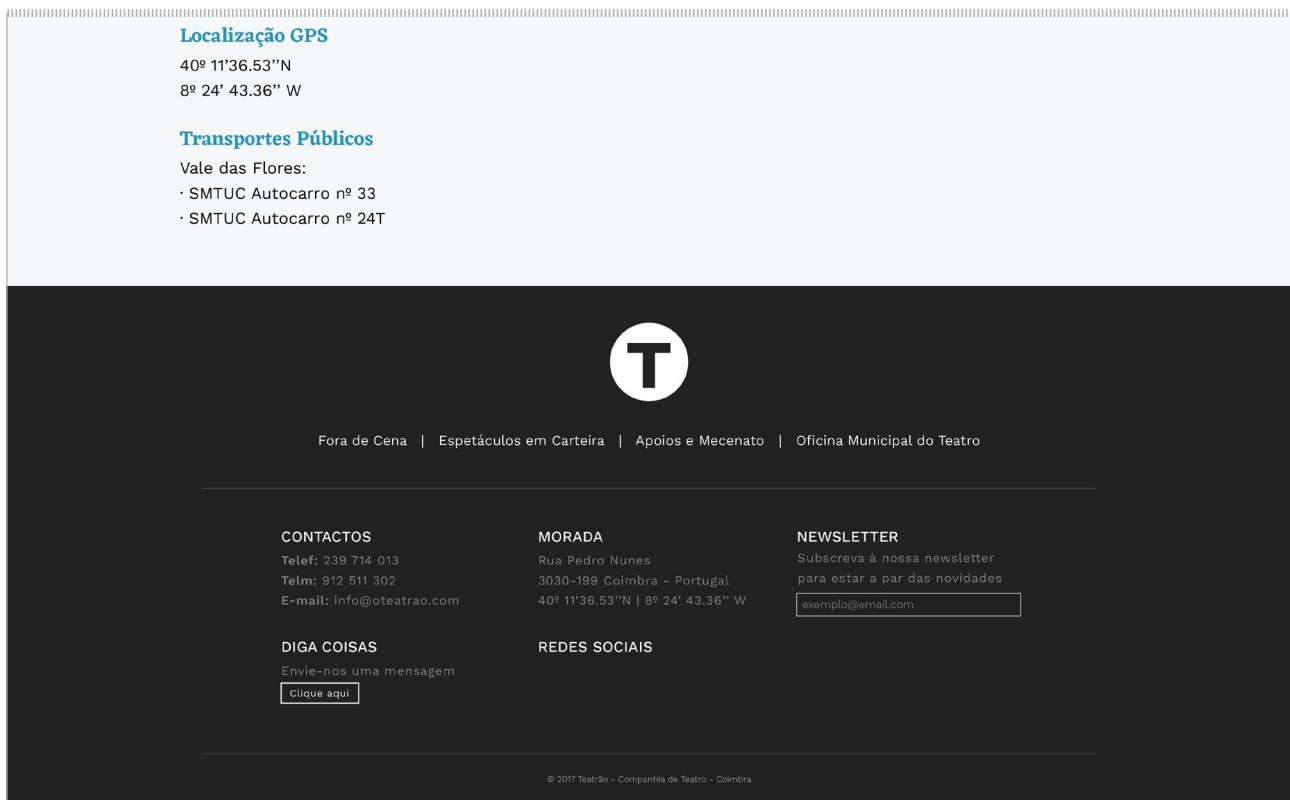 Localização GPS
40º 11’36.53’’N
8º 24’ 43.36’’ W
Transportes Públicos
Vale das Flores:
· SMTUC Autocarro nº 33
· SMTUC Autocarro nº 24T
T
Fora de Cena | Espetáculos em Carteira | Apoios e Mecenato | Oficina Municipal do Teatro
CONTACTOS
Telef: 239 714 013
Telm: 912 511 302
E-mail: info@oteatrao.com
MORADA
Rua Pedro Nunes
3030-199 Coimbra - Portugal
40º 11’36.53’’N | 8º 24’ 43.36’’ W
NEWSLETTER
Subscreva à nossa newsletter
para estar a par das novidades
exemplo@email.com
DIGA COISAS
Envie-nos uma mensagem
Clique aqui
REDES SOCIAIS
© 2017 Teatrão - Companhia de Teatro - Coimbra